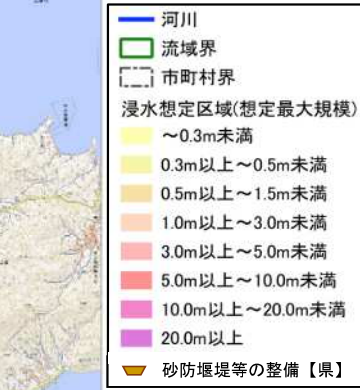 河川
流域界
市町村界
浸水想定区域(想定最大規模)
～0.3m未満
0.3m以上～0.5m未満
0.5m以上～1.5m未満
1.0m以上～3.0m未満
3.0m以上～5.0m未満
5.0m以上～10.0m未満
10.0m以上～20.0m未満
20.0m以上
砂防堰堤等の整備【県】